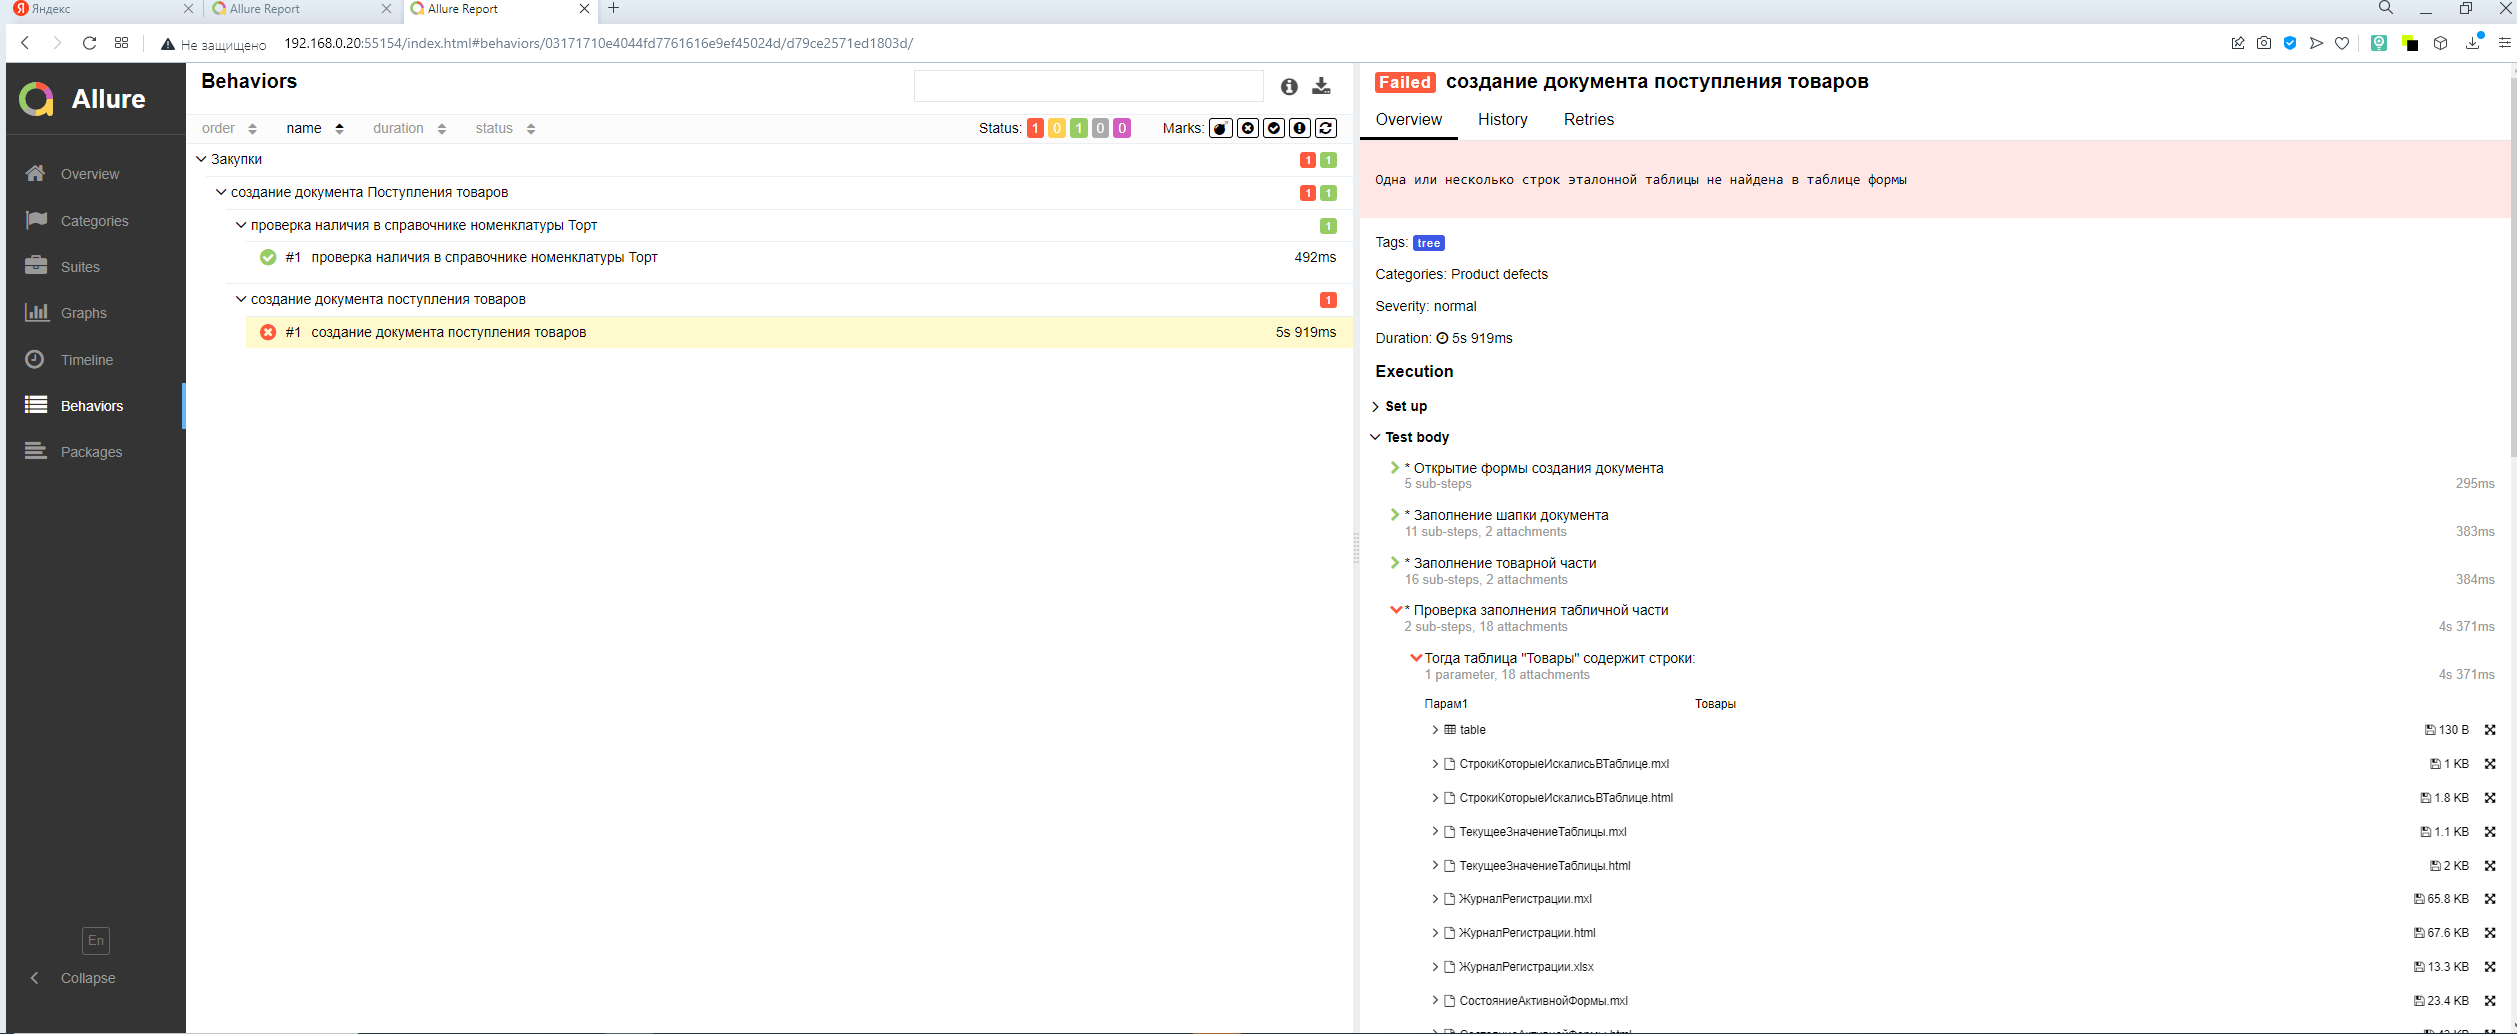 Яндекс
Allure Report
Allure Report
Не защищено
192.168.0.20:55154/index.html#behaviors/03171710e4044fd7761616e9ef45024d/d79ce2571ed1803d/
Allure
Overview
Categories
Suites
Graphs
Timeline
Behaviors
Packages
En
Collapse
Behaviors
order name duration status Status: 1 0 1 0 0 Marks:
Закупки 1 1
создание документа Поступления товаров 1 1
проверка наличия в справочнике номенклатуры Торт 1
#1 проверка наличия в справочнике номенклатуры Торт 492ms
создание документа поступления товаров 1
#1 создание документа поступления товаров 5s 919ms
Failed создание документа поступления товаров
Overview History Retries
Одна или несколько строк эталонной таблицы не найдена в таблице формы
Tags: tree
Categories: Product defects
Severity: normal
Duration: 5s 919ms
Execution
Set up
Test body
* Открытие формы создания документа
5 sub-steps 295ms
* Заполнение шапки документа
11 sub-steps, 2 attachments 383ms
* Заполнение товарной части
16 sub-steps, 2 attachments 384ms
* Проверка заполнения табличной части
2 sub-steps, 18 attachments 4s 371ms
Тогда таблица "Товары" содержит строки:
1 parameter, 18 attachments 4s 371ms
Парам1 Товары
table 130 B
СтрокиКоторыеИскалисьВТаблице.mxl 1 KB
СтрокиКоторыеИскалисьВТаблице.html 1.8 KB
ТекущееЗначениеТаблицы.mxl 1.1 KB
ТекущееЗначениеТаблицы.html 2 KB
ЖурналРегистрации.mxl 65.8 KB
ЖурналРегистрации.html 67.6 KB
ЖурналРегистрации.xlsx 13.3 KB
СостояниеАктивнойФормы.mxl 23.4 KB